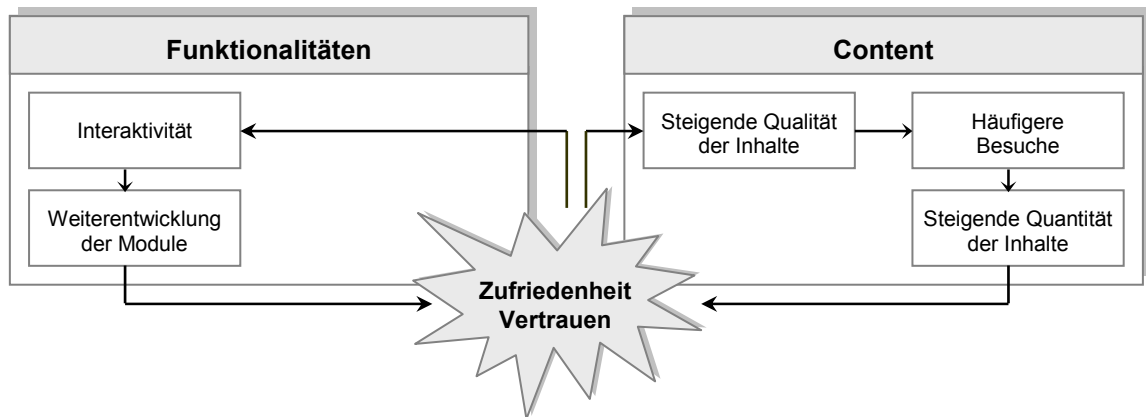 Funktionalitäten
Interaktivität
Weiterentwicklung
der Module
Content
Steigende Qualität
der Inhalte
Häufigere
Besuche
Steigende Quantität
der Inhalte
Zufriedenheit
Vertrauen